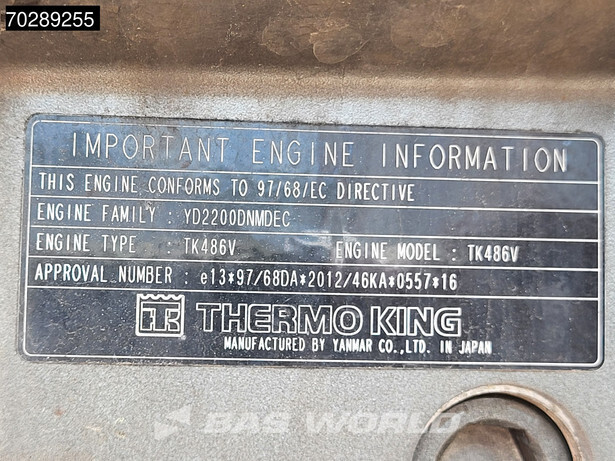 70289255
IMPORTANT ENGINE INFORMATION
THIS ENGINE CONFORMS TO 97/68/EC DIRECTIVE
ENGINE FAMILY : YD2200DNMDEC
ENGINE TYPE : TK486V ENGINE MODEL : TK486V
APPROVAL NUMBER : e13*97/68DA*2012/46KA*0557*16
TK THERMO KING
MANUFACTURED BY YANMAR CO.,LTD. IN JAPAN
BAS WORLD